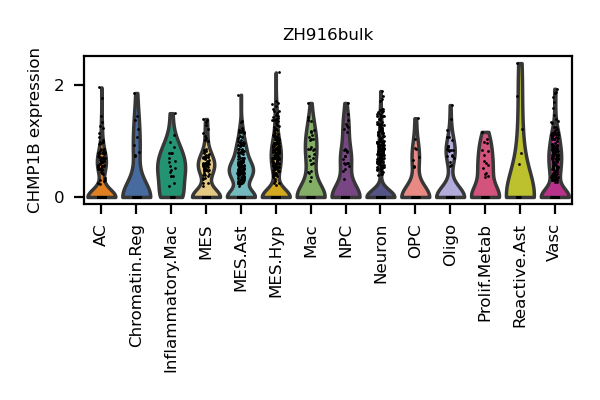 ZH916bulk
CHMP1B expression
2
0
AC
Chromatin.Reg
Inflammatory.Mac
MES
MES.Ast
MES.Hyp
Mac
NPC
Neuron
OPC
Oligo
Prolif.Metab
Reactive.Ast
Vasc